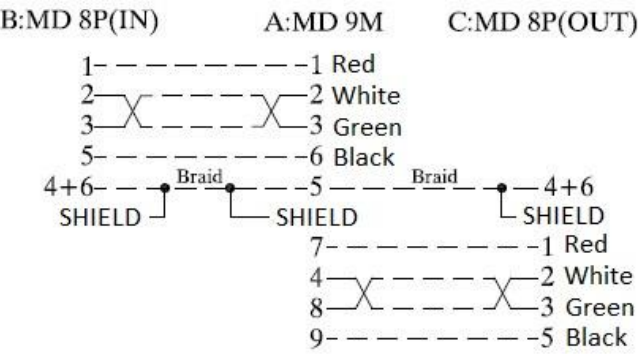 B:MD 8P(IN) A:MD 9M C:MD 8P(OUT)
1 1 Red
2 2 White
3 3 Green
5 6 Black
4+6 Braid 5 Braid 4+6
SHIELD SHIELD SHIELD
7 1 Red
4 2 White
8 3 Green
9 5 Black